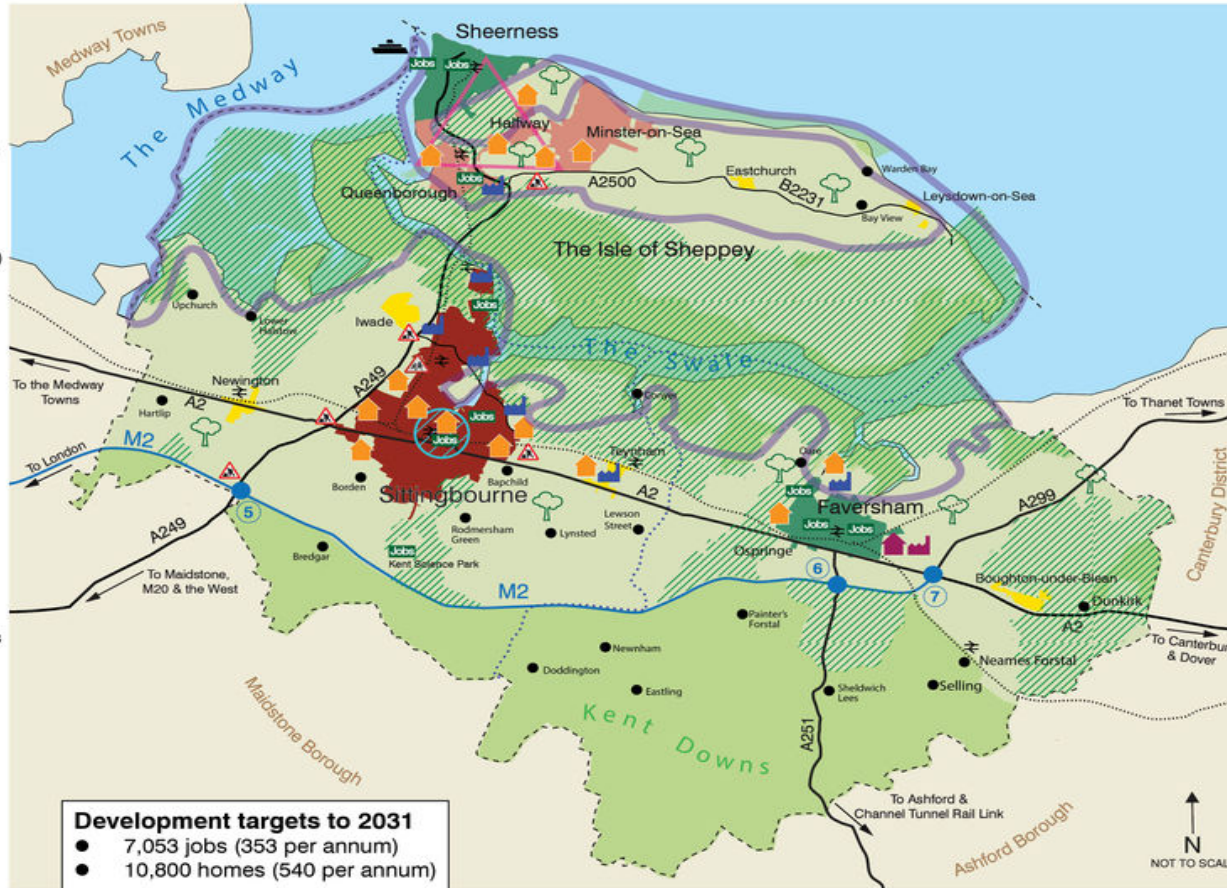 Medway Towns
Sheerness
Jobs
Jobs
The Medway
Halfway
Minster-on-Sea
Warden Bay
Eastchurch
A2500
Jobs
Queenborough
B2231
Leysdown-on-Sea
Bay View
The Isle of Sheppey
Upchurch
Lower
Halstow
Iwade
Jobs
The Swale
To the Medway
Towns
Newington
A249
Conyer
To Thanet Towns
A2
Hartlip
Jobs
Jobs
M2
To London
Teynham
Oare
Borden
Bapchild
A2
Jobs
A299
Sittingbourne
Faversham
5
Rodmersham
Green
Lynsted
Lewson
Street
Jobs
Jobs
Canterbury District
A249
Bredgar
Jobs
Kent Science Park
Ospringe
6
7
Boughton-under-Blean
To Maidstone,
M20 & the West
M2
Dunkirk
Painter's
Forstal
A2
To Canterbury
& Dover
Newnham
Neames Forstal
Doddington
Eastling
Sheldwich
Lees
Selling
Maidstone Borough
Kent Downs
A251
To Ashford &
Channel Tunnel Rail Link
Ashford Borough
N
NOT TO SCAL
Development targets to 2031
● 7,053 jobs (353 per annum)
● 10,800 homes (540 per annum)